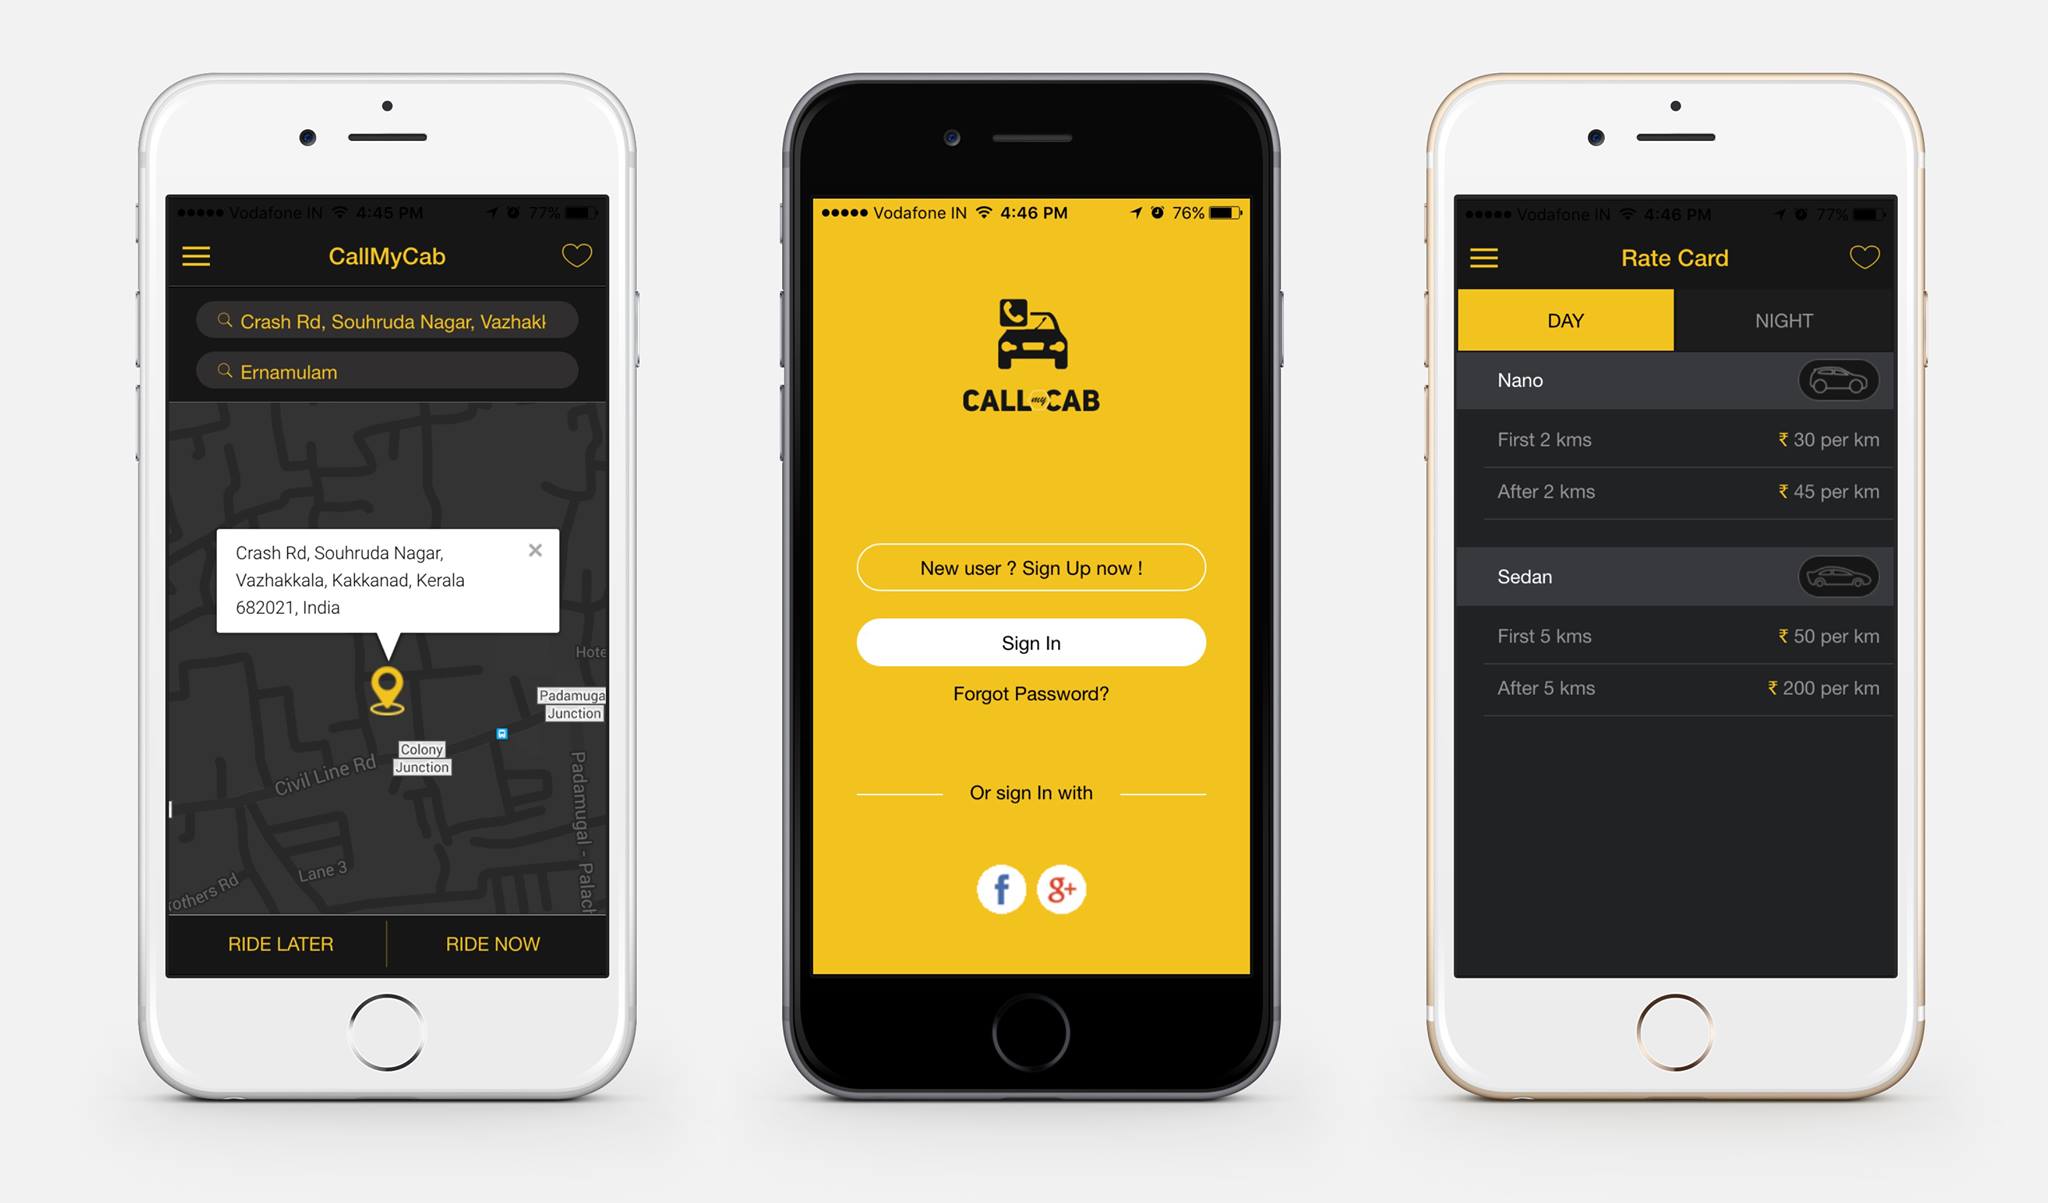 Vodafone IN 4:45 PM 77%
CallMyCab
Crash Rd, Souhruda Nagar, Vazhakk
Ernamulam
Crash Rd, Souhruda Nagar,
Vazhakkala, Kakkanad, Kerala
682021, India
Hote
Padamuga
Junction
Colony
Junction
Civil Line Rd
Padamugal - Palach
Lane 3
rothers Rd
RIDE LATER RIDE NOW
Vodafone IN 4:46 PM 76%
CALL my CAB
New user ? Sign Up now !
Sign In
Forgot Password?
Or sign In with
f g+
Vodafone IN 4:46 PM 77%
Rate Card
DAY NIGHT
Nano
First 2 kms ₹ 30 per km
After 2 kms ₹ 45 per km
Sedan
First 5 kms ₹ 50 per km
After 5 kms ₹ 200 per km